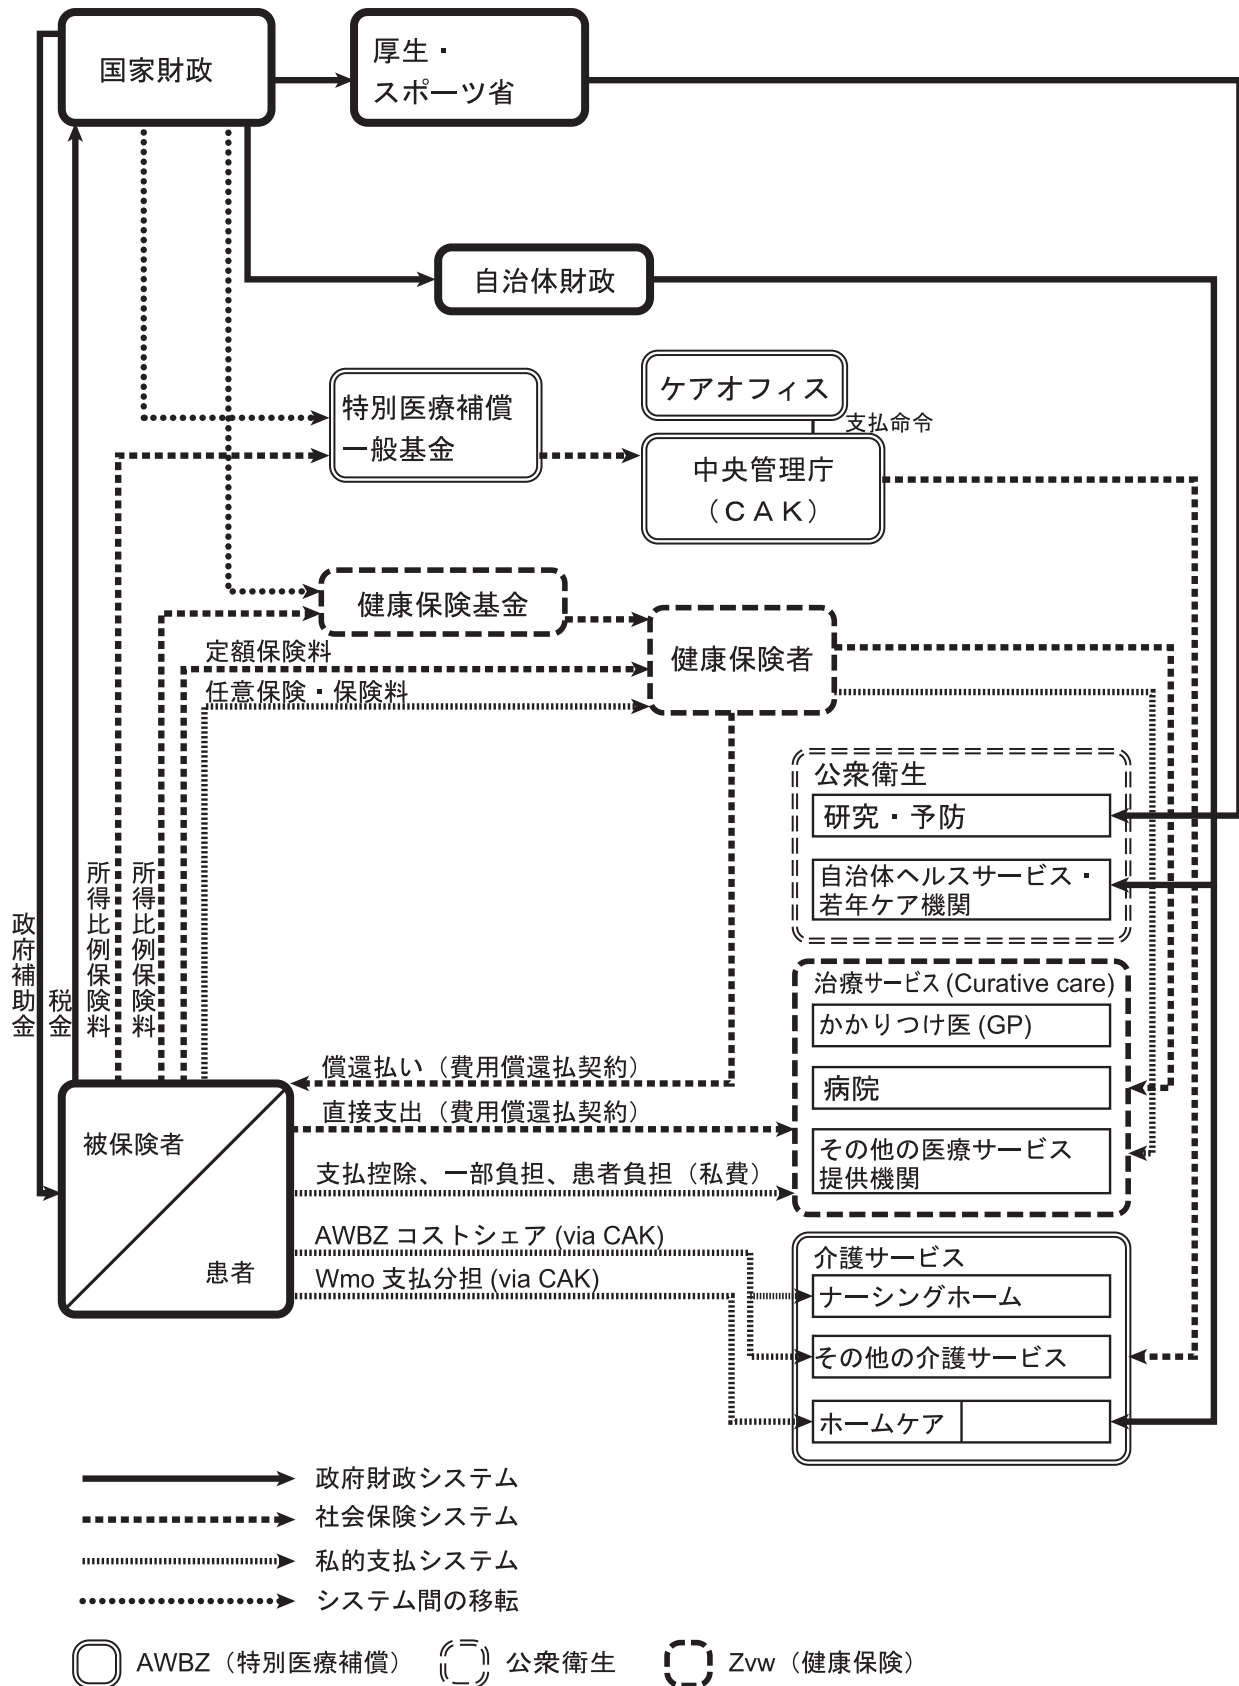 国家財政
厚生・
スポーツ省
自治体財政
ケアオフィス
支払命令
特別医療補償
一般基金
中央管理庁
（ＣＡＫ）
健康保険基金
健康保険者
定額保険料
任意保険・保険料
公衆衛生
研究・予防
自治体ヘルスサービス・
若年ケア機関
政府補助金
税金
所得比例保険料
所得比例保険料
治療サービス (Curative care)
かかりつけ医 (GP)
病院
その他の医療サービス
提供機関
償還払い（費用償還払契約）
直接支出（費用償還払契約）
支払控除、一部負担、患者負担（私費）
AWBZ コストシェア (via CAK)
Wmo 支払分担 (via CAK)
被保険者
患者
介護サービス
ナーシングホーム
その他の介護サービス
ホームケア
政府財政システム
社会保険システム
私的支払システム
システム間の移転
AWBZ（特別医療補償）
公衆衛生
Zvw（健康保険）